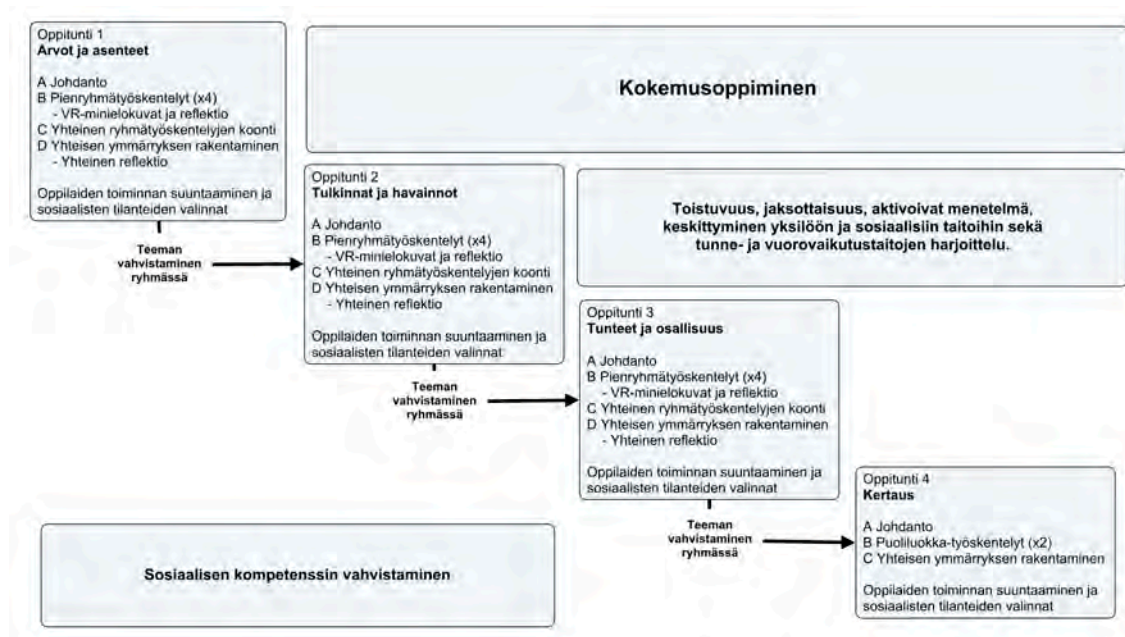 Oppitunti 1
Arvot ja asenteet
A Johdanto
B Pienryhmätyöskentelyt (x4)
- VR-minielokuvat ja reflektio
C Yhteinen ryhmätyöskentelyjen koonti
D Yhteisen ymmärryksen rakentaminen
- Yhteinen reflektio
Oppilaiden toiminnan suuntaaminen ja
sosiaalisten tilanteiden valinnat
Kokemusoppiminen
Teeman
vahvistaminen
ryhmässä
Oppitunti 2
Tulkinnat ja havainnot
A Johdanto
B Pienryhmätyöskentelyt (x4)
- VR-minielokuvat ja reflektio
C Yhteinen ryhmätyöskentelyjen koonti
D Yhteisen ymmärryksen rakentaminen
- Yhteinen reflektio
Oppilaiden toiminnan suuntaaminen ja
sosiaalisten tilanteiden valinnat
Toistuvuus, jaksottaisuus, aktivoivat menetelmä,
keskittyminen yksilöön ja sosiaalisiin taitoihin sekä
tunne- ja vuorovaikutustaitojen harjoittelu.
Teeman
vahvistaminen
ryhmässä
Oppitunti 3
Tunteet ja osallisuus
A Johdanto
B Pienryhmätyöskentelyt (x4)
- VR-minielokuvat ja reflektio
C Yhteinen ryhmätyöskentelyjen koonti
D Yhteisen ymmärryksen rakentaminen
- Yhteinen reflektio
Oppilaiden toiminnan suuntaaminen ja
sosiaalisten tilanteiden valinnat
Teeman
vahvistaminen
ryhmässä
Oppitunti 4
Kertaus
A Johdanto
B Puoliluokka-työskentelyt (x2)
C Yhteisen ymmärryksen rakentaminen
Oppilaiden toiminnan suuntaaminen ja
sosiaalisten tilanteiden valinnat
Sosiaalisen kompetenssin vahvistaminen